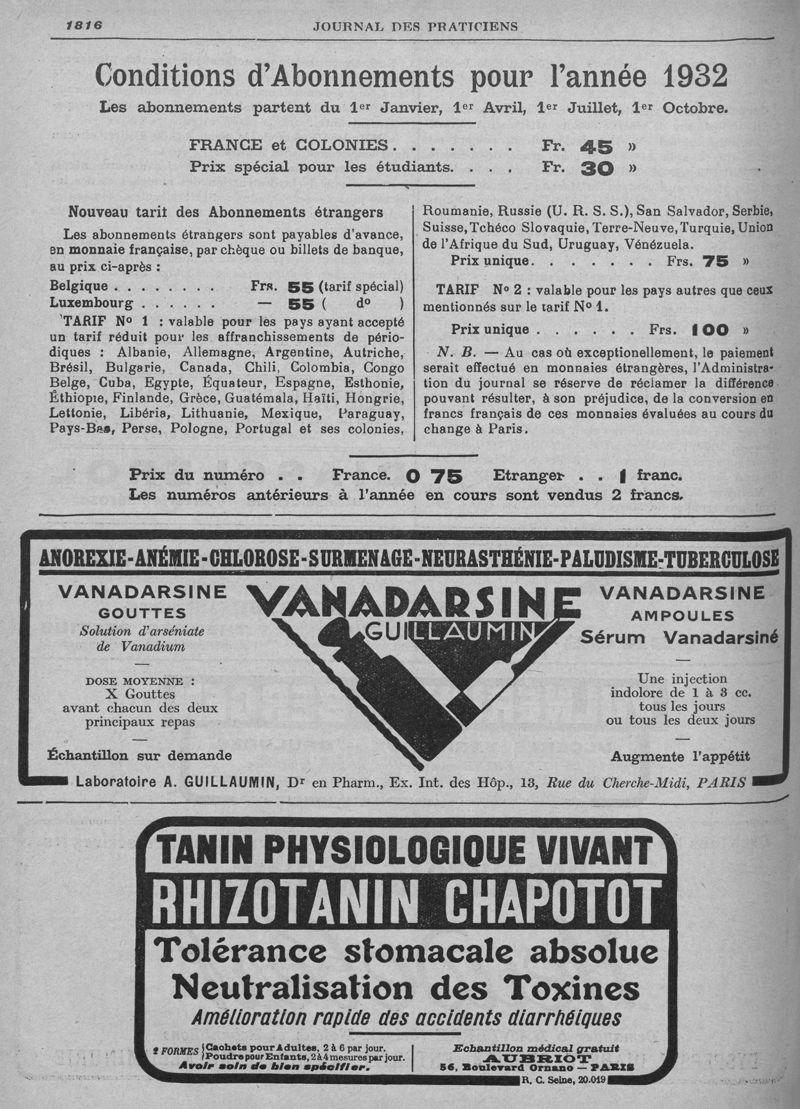 1816
JOURNAL DES PRATICIENS
Conditions d'Abonnements pour l'année 1932
Les abonnements partent du 1er Janvier, 1er Avril, 1er Juillet, 1er Octobre.
FRANCE et COLONIES . . . . . . . Fr. 45 »
Prix spécial pour les étudiants. . . . Fr. 30 »
Nouveau tarif des Abonnements étrangers
Les abonnements étrangers sont payables d'avance,
en monnaie française, par chèque ou billets de banque,
au prix ci-après :
Belgique . . . . . . . . Frs. 55 (tarif spécial)
Luxembourg . . . . . . — 55 ( do )
TARIF No 1 : valable pour les pays ayant accepté
un tarif réduit pour les affranchissements de pério-
diques : Albanie, Allemagne, Argentine, Autriche,
Brésil, Bulgarie, Canada, Chili, Colombia, Congo
Belge, Cuba, Egypte, Équateur, Espagne, Esthonie,
Éthiopie, Finlande, Grèce, Guatémala, Haïti, Hongrie,
Lettonie, Libéria, Lithuanie, Mexique, Paraguay,
Pays-Bas, Perse, Pologne, Portugal et ses colonies,
Roumanie, Russie (U. R. S. S.), San Salvador, Serbie,
Suisse, Tchéco Slovaquie, Terre-Neuve, Turquie, Union
de l'Afrique du Sud, Uruguay, Vénézuela.
Prix unique. . . . . . . . Frs. 75 »
TARIF No 2 : valable pour les pays autres que ceux
mentionnés sur le tarif No 1.
Prix unique . . . . . . Frs. 100 »
N. B. — Au cas où exceptionellement, le paiement
serait effectué en monnaies étrangères, l'Administra-
tion du journal se réserve de réclamer la différence
pouvant résulter, à son préjudice, de la conversion en
francs français de ces monnaies évaluées au cours du
change à Paris.
Prix du numéro . . France. 0 75 Etranger . . 1 franc.
Les numéros antérieurs à l'année en cours sont vendus 2 francs.
ANOREXIE-ANÉMIE-CHLOROSE-SURMENAGE-NEURASTHÉNIE-PALUDISME-TUBERCULOSE
VANADARSINE
GOUTTES
Solution d'arséniate
de Vanadium
DOSE MOYENNE :
X Gouttes
avant chacun des deux
principaux repas
Échantillon sur demande
VANADARSINE
GUILLAUMIN
VANADARSINE
AMPOULES
Sérum Vanadarsiné
Une injection
indolore de 1 à 3 cc.
tous les jours
ou tous les deux jours
Augmente l'appétit
Laboratoire A. GUILLAUMIN, Dr en Pharm., Ex. Int. des Hôp., 13, Rue du Cherche-Midi, PARIS
TANIN PHYSIOLOGIQUE VIVANT
RHIZOTANIN CHAPOTOT
Tolérance stomacale absolue
Neutralisation des Toxines
Amélioration rapide des accidents diarrhéiques
2 FORMES { Cachets pour Adultes, 2 à 6 par jour.
Poudre pour Enfants, 2 à 4 mesures par jour.
Avoir soin de bien spécifier.
Echantillon médical gratuit
AUBRIOT
56, Boulevard Ornano — PARIS
R. C. Seine, 20.019